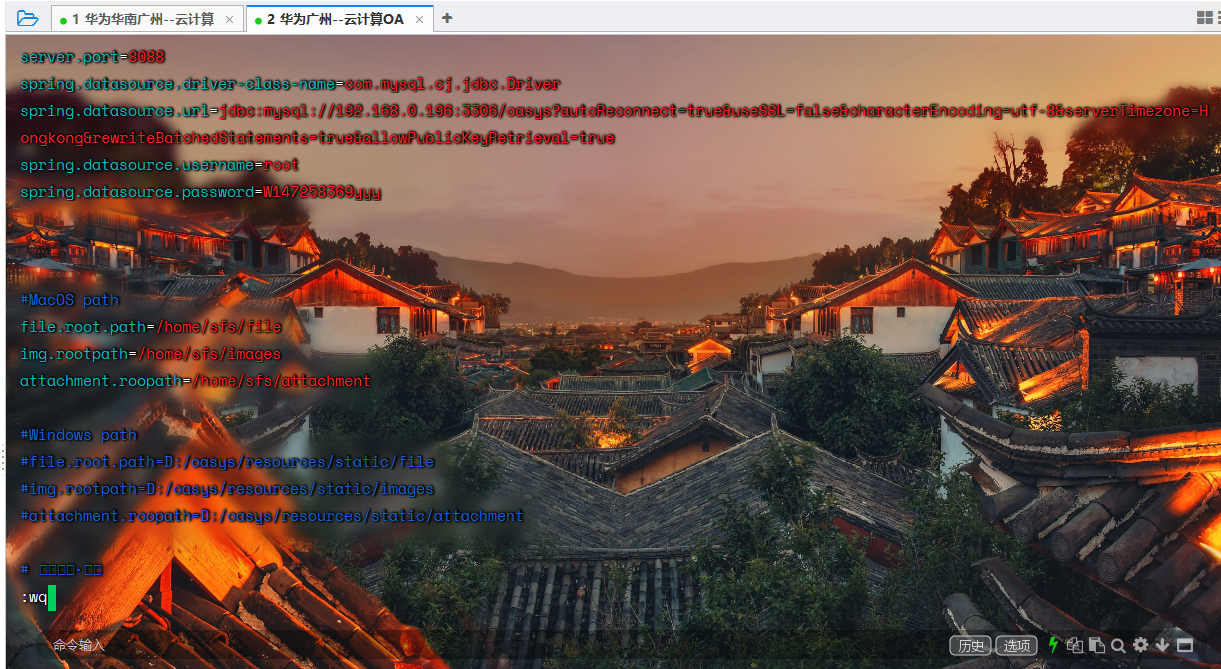 1 华为华南广州--云计算 ×
2 华为广州--云计算OA × +
server.port=8088
spring.datasource.driver-class-name=com.mysql.cj.jdbc.Driver
spring.datasource.url=jdbc:mysql://192.168.0.196:3306/oasys?autoReconnect=true&useSSL=false&characterEncoding=utf-8&serverTimezone=H
ongkong&rewriteBatchedStatements=true&allowPublicKeyRetrieval=true
spring.datasource.username=root
spring.datasource.password=W147258369yyy
#MacOS path
file.root.path=/home/sfs/file
img.rootpath=/home/sfs/images
attachment.roopath=/home/sfs/attachment
#Windows path
#file.root.path=D:/oasys/resources/static/file
#img.rootpath=D:/oasys/resources/static/images
#attachment.roopath=D:/oasys/resources/static/attachment
#
:wq
命令输入
历史 选项